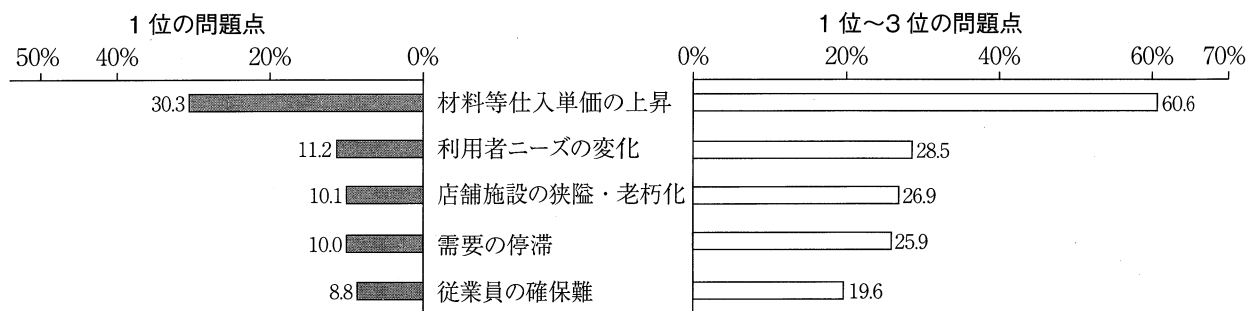 1位の問題点 1位～3位の問題点
50% 40% 20% 0% 0% 20% 40% 60% 70%
30.3 材料等仕入単価の上昇 60.6
11.2 利用者ニーズの変化 28.5
10.1 店舗施設の狭隘・老朽化 26.9
10.0 需要の停滞 25.9
8.8 従業員の確保難 19.6